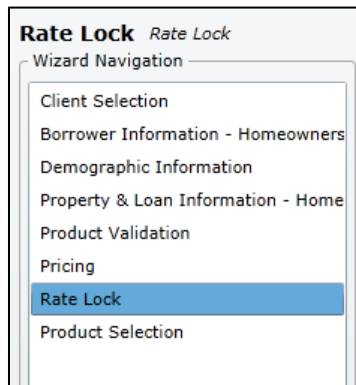 Rate Lock Rate Lock
Wizard Navigation
Client Selection
Borrower Information - Homeowners
Demographic Information
Property & Loan Information - Home
Product Validation
Pricing
Rate Lock
Product Selection